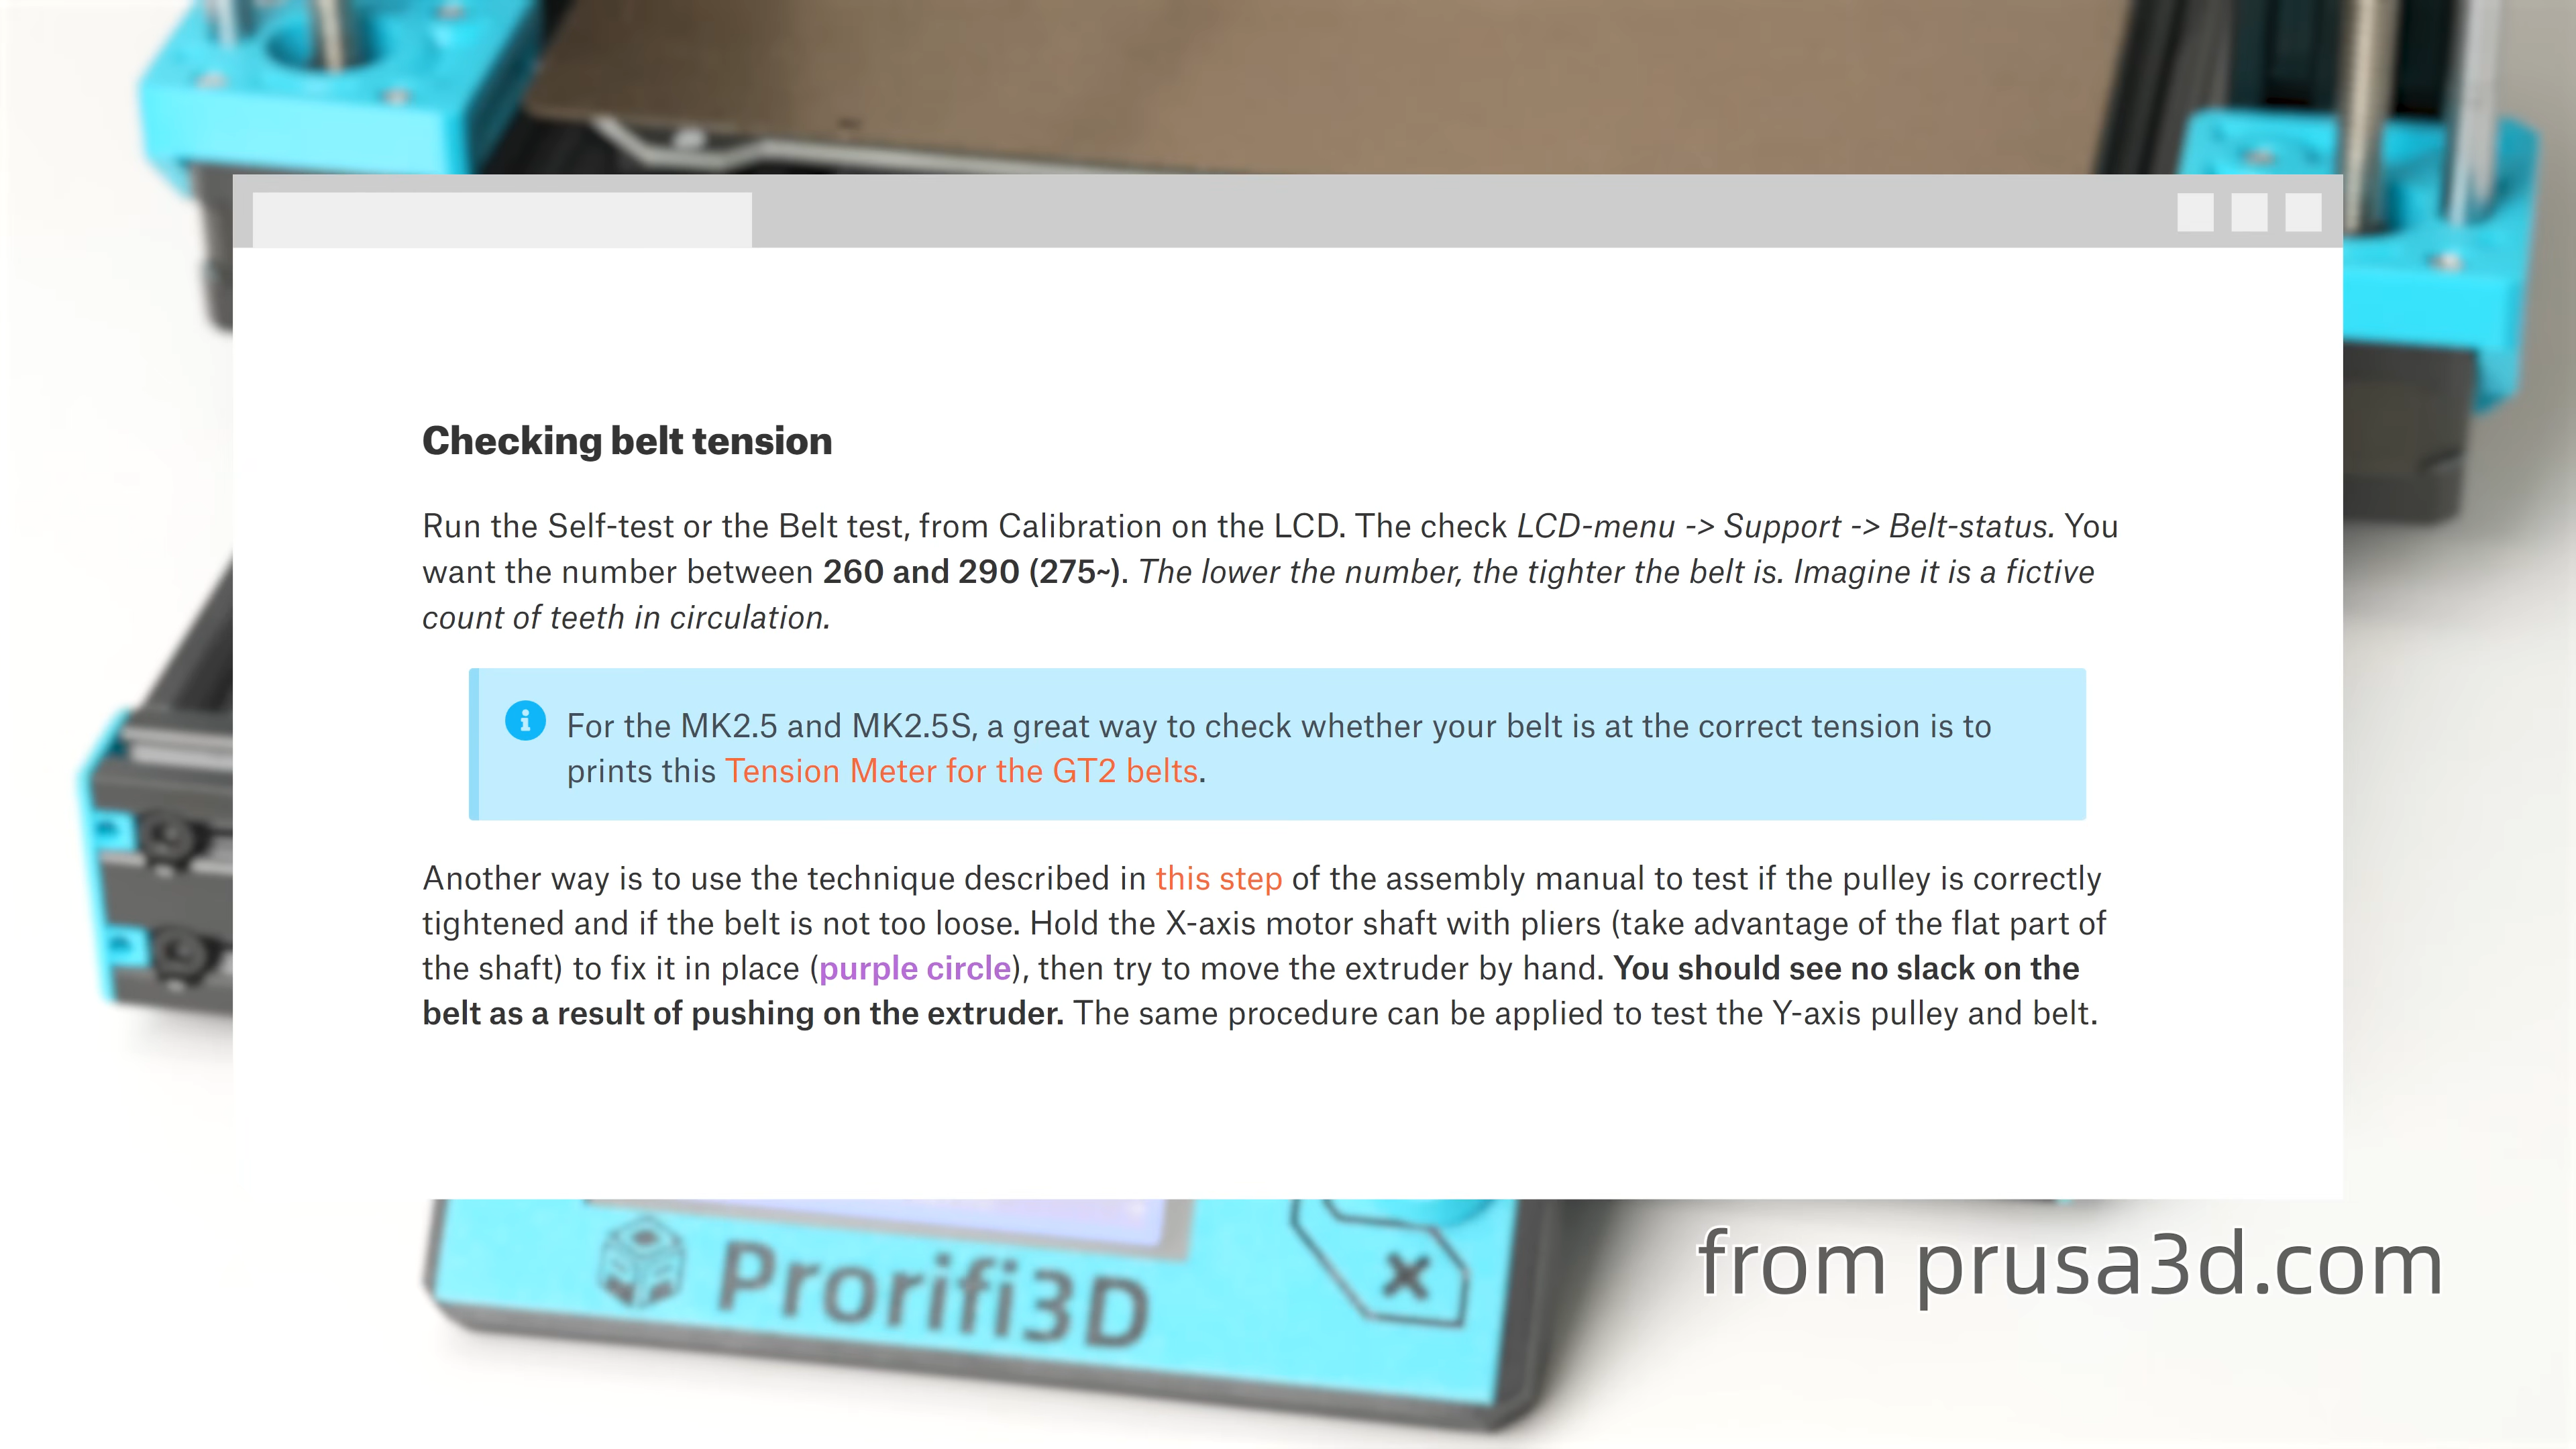 Checking belt tension
Run the Self-test or the Belt test, from Calibration on the LCD. The check LCD-menu -> Support -> Belt-status. You
want the number between 260 and 290 (275~). The lower the number, the tighter the belt is. Imagine it is a fictive
count of teeth in circulation.
For the MK2.5 and MK2.5S, a great way to check whether your belt is at the correct tension is to
prints this Tension Meter for the GT2 belts.
Another way is to use the technique described in this step of the assembly manual to test if the pulley is correctly
tightened and if the belt is not too loose. Hold the X-axis motor shaft with pliers (take advantage of the flat part of
the shaft) to fix it in place (purple circle), then try to move the extruder by hand. You should see no slack on the
belt as a result of pushing on the extruder. The same procedure can be applied to test the Y-axis pulley and belt.
Prorifi3D
from prusa3d.com